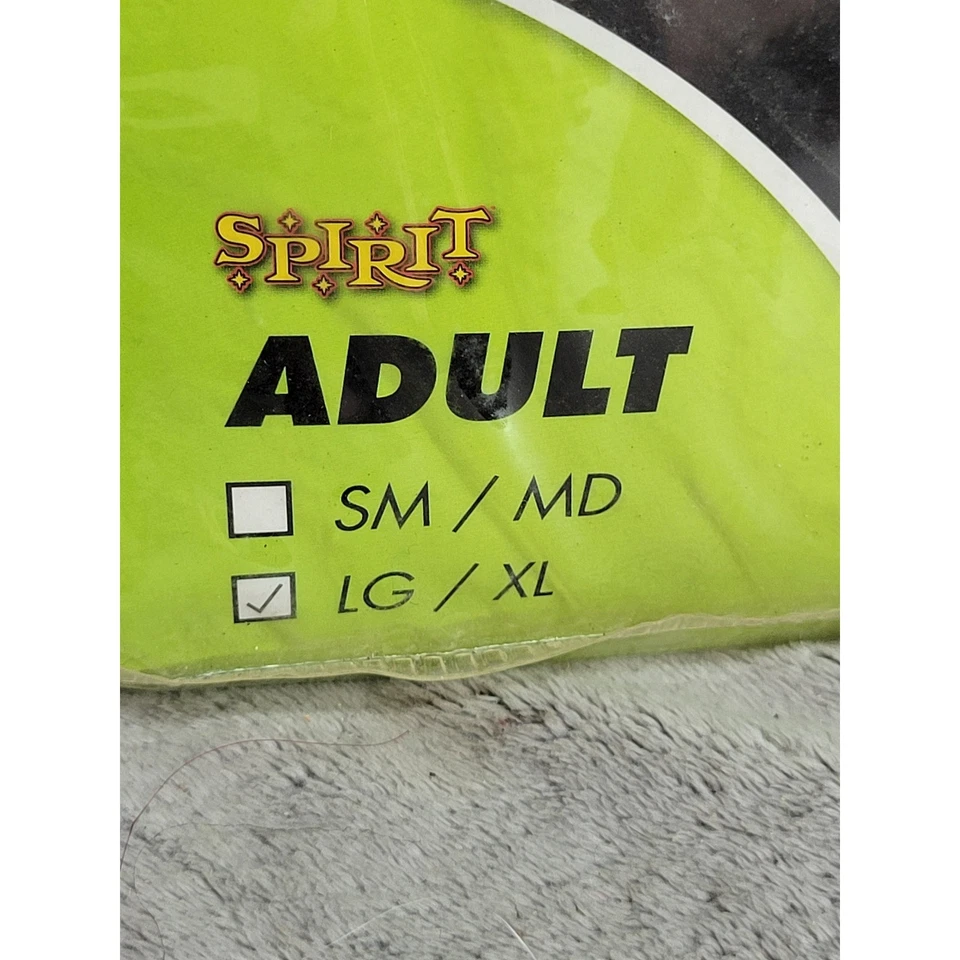 SPIRIT
ADULT
SM / MD
LG / XL